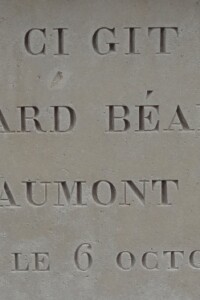 CI GIT
ARD BÉA
AUMONT
LE 6 OCTO